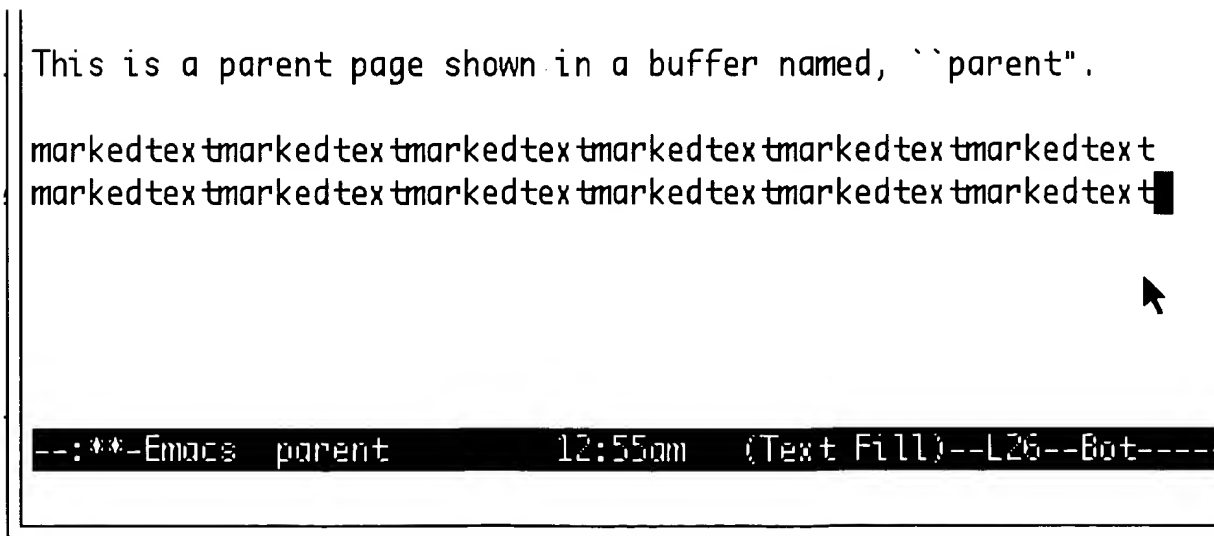 This is a parent page shown in a buffer named, ``parent".
markedtextmarkedtextmarkedtextmarkedtextmarkedtextmarkedtext
markedtextmarkedtextmarkedtextmarkedtextmarkedtextmarkedtext
--:**-Emacs  parent          12:55am   (Text Fill)--L26--Bot-----